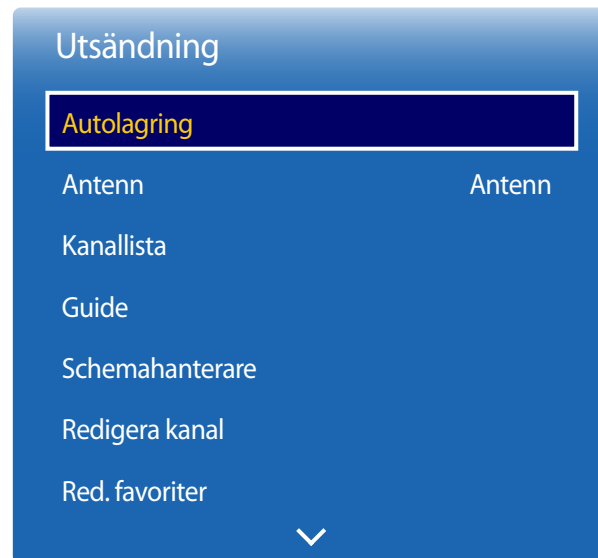 Utsändning
Autolagring
Antenn Antenn
Kanallista
Guide
Schemahanterare
Redigera kanal
Red. favoriter